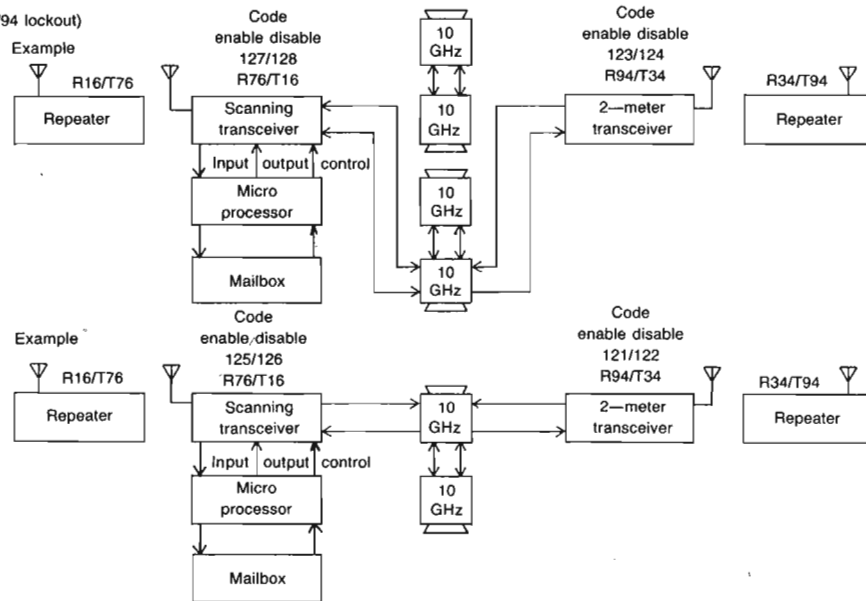 '94 lockout)
Example
R16/T76
Repeater
Code
enable disable
127/128
R76/T16
Scanning
transceiver
Input output control
Micro
processor
Mailbox
10
GHz
10
GHz
10
GHz
10
GHz
Code
enable disable
123/124
R94/T34
2—meter
transceiver
R34/T94
Repeater
Example
R16/T76
Repeater
Code
enable/disable
125/126
R76/T16
Scanning
transceiver
Input output control
Micro
processor
Mailbox
10
GHz
10
GHz
Code
enable disable
121/122
R94/T34
2—meter
transceiver
R34/T94
Repeater